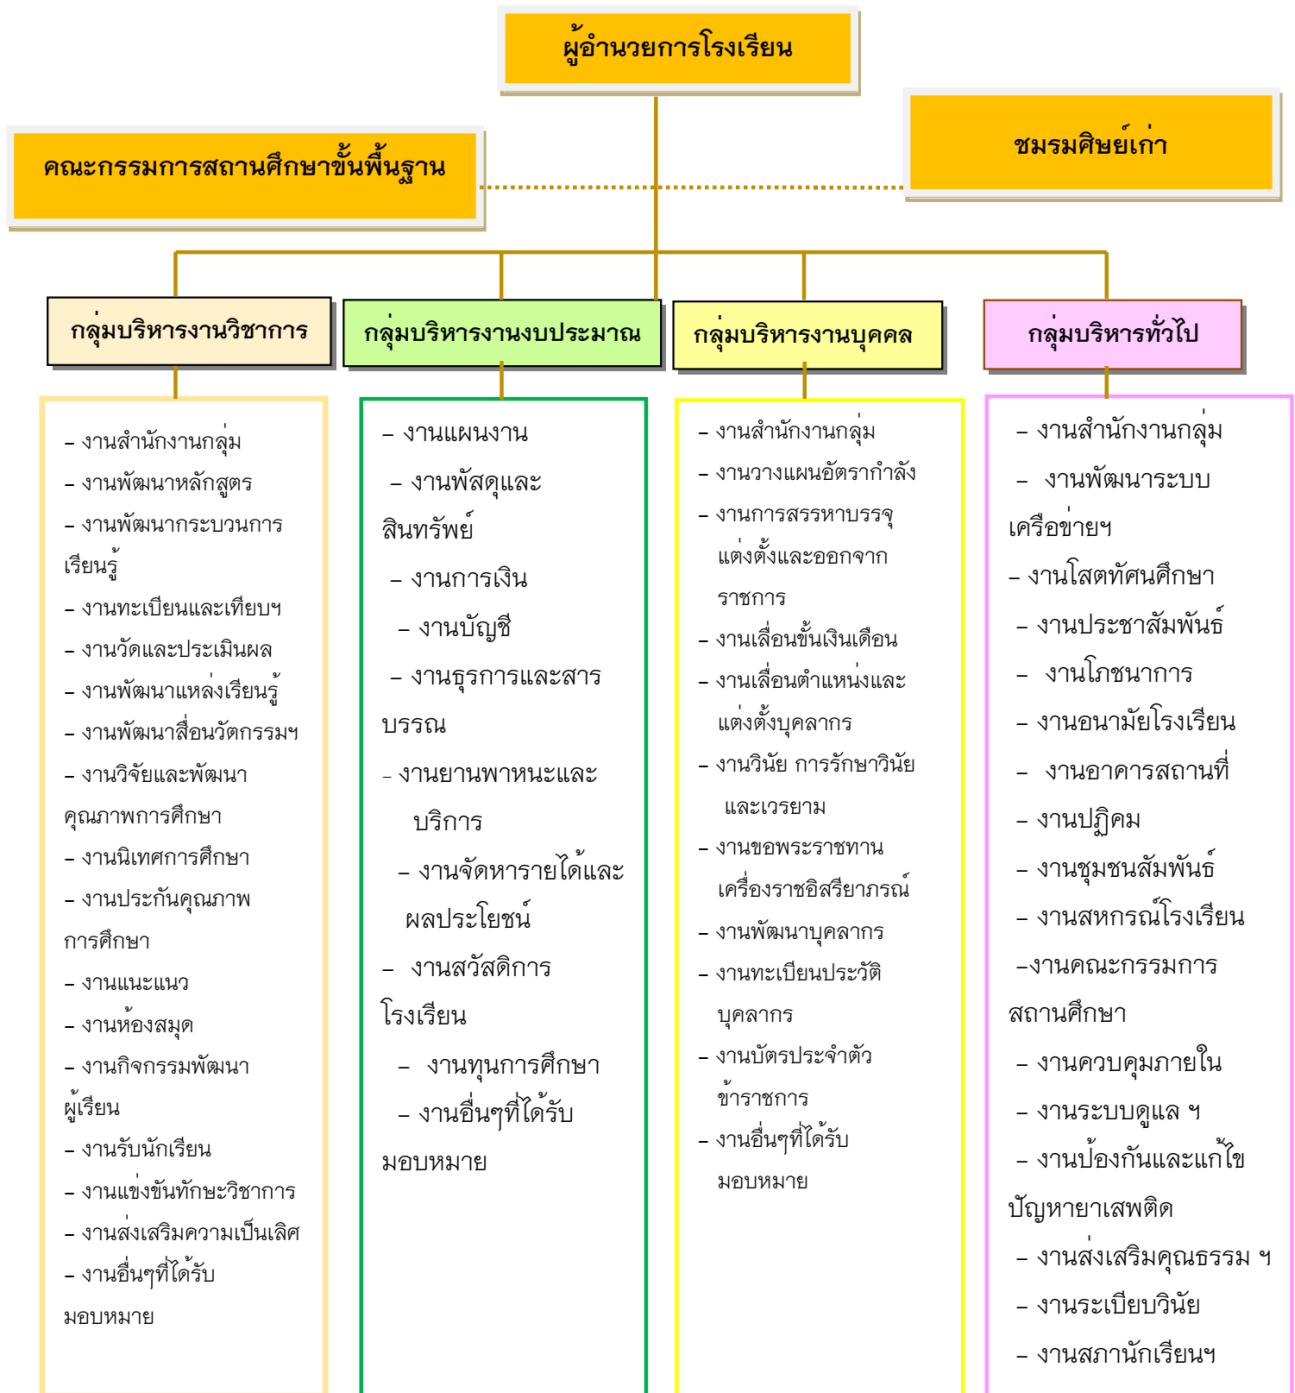 ผู้อำนวยการโรงเรียน
คณะกรรมการสถานศึกษาขั้นพื้นฐาน
ชมรมศิษย์เก่า
กลุ่มบริหารงานวิชาการ
– งานสำนักงานกลุ่ม
– งานพัฒนาหลักสูตร
– งานพัฒนากระบวนการ
เรียนรู้
– งานทะเบียนและเทียบฯ
– งานวัดและประเมินผล
– งานพัฒนาแหล่งเรียนรู้
– งานพัฒนาสื่อนวัตกรรมฯ
– งานวิจัยและพัฒนา
คุณภาพการศึกษา
– งานนิเทศการศึกษา
– งานประกันคุณภาพ
การศึกษา
– งานแนะแนว
– งานห้องสมุด
– งานกิจกรรมพัฒนา
ผู้เรียน
– งานรับนักเรียน
– งานแข่งขันทักษะวิชาการ
– งานส่งเสริมความเป็นเลิศ
– งานอื่นๆที่ได้รับ
มอบหมาย
กลุ่มบริหารงานงบประมาณ
– งานแผนงาน
– งานพัสดุและ
สินทรัพย์
– งานการเงิน
– งานบัญชี
– งานธุรการและสาร
บรรณ
– งานยานพาหนะและ
บริการ
– งานจัดหารายได้และ
ผลประโยชน์
– งานสวัสดิการ
โรงเรียน
– งานทุนการศึกษา
– งานอื่นๆที่ได้รับ
มอบหมาย
กลุ่มบริหารงานบุคคล
– งานสำนักงานกลุ่ม
– งานวางแผนอัตรากำลัง
– งานการสรรหาบรรจุ
แต่งตั้งและออกจาก
ราชการ
– งานเลื่อนขั้นเงินเดือน
– งานเลื่อนตำแหน่งและ
แต่งตั้งบุคลากร
– งานวินัย การรักษาวินัย
และเวรยาม
– งานขอพระราชทาน
เครื่องราชอิสรียาภรณ์
– งานพัฒนาบุคลากร
– งานทะเบียนประวัติ
บุคลากร
– งานบัตรประจำตัว
ข้าราชการ
– งานอื่นๆที่ได้รับ
มอบหมาย
กลุ่มบริหารทั่วไป
– งานสำนักงานกลุ่ม
– งานพัฒนาระบบ
เครือข่ายฯ
– งานโสตทัศนศึกษา
– งานประชาสัมพันธ์
– งานโภชนาการ
– งานอนามัยโรงเรียน
– งานอาคารสถานที่
– งานปฏิคม
– งานชุมชนสัมพันธ์
– งานสหกรณ์โรงเรียน
–งานคณะกรรมการ
สถานศึกษา
– งานควบคุมภายใน
– งานระบบดูแล ฯ
– งานป้องกันและแก้ไข
ปัญหายาเสพติด
– งานส่งเสริมคุณธรรม ฯ
– งานระเบียบวินัย
– งานสภานักเรียนฯ